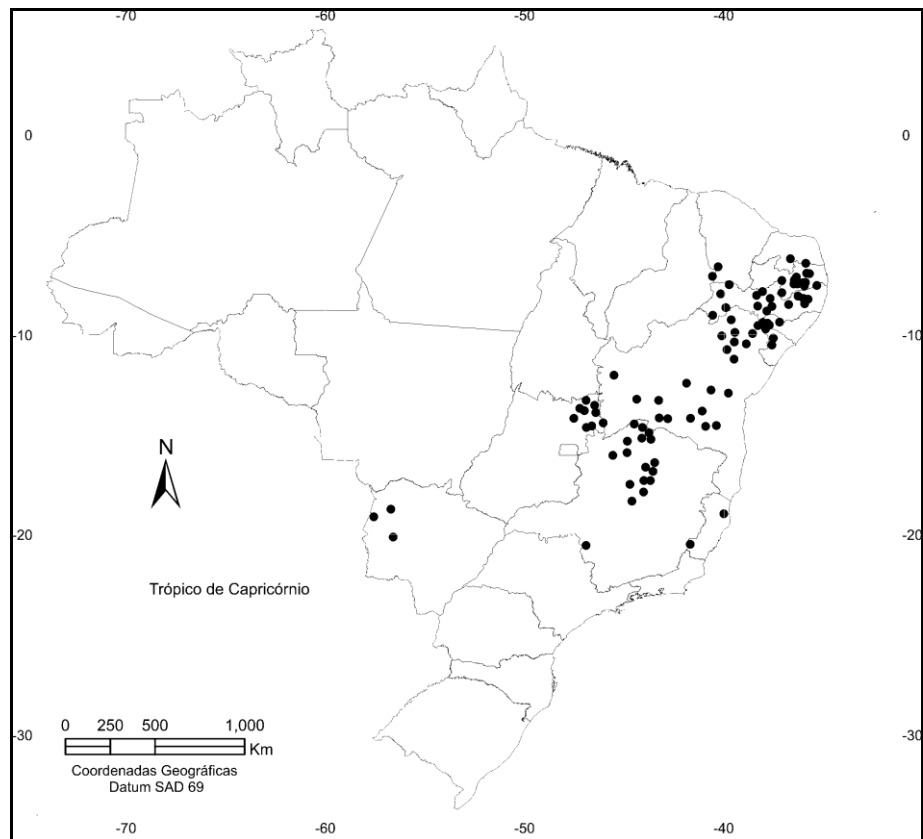 -70 -60 -50 -40
0 0
-10 -10
N
-20 -20
Trópico de Capricórnio
0 250 500 1,000
Km
-30 -30
Coordenadas Geográficas
Datum SAD 69
-70 -60 -50 -40